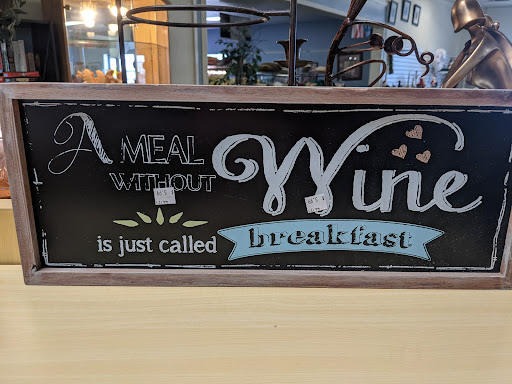 A MEAL
WITHOUT
Wine
is just called
breakfast